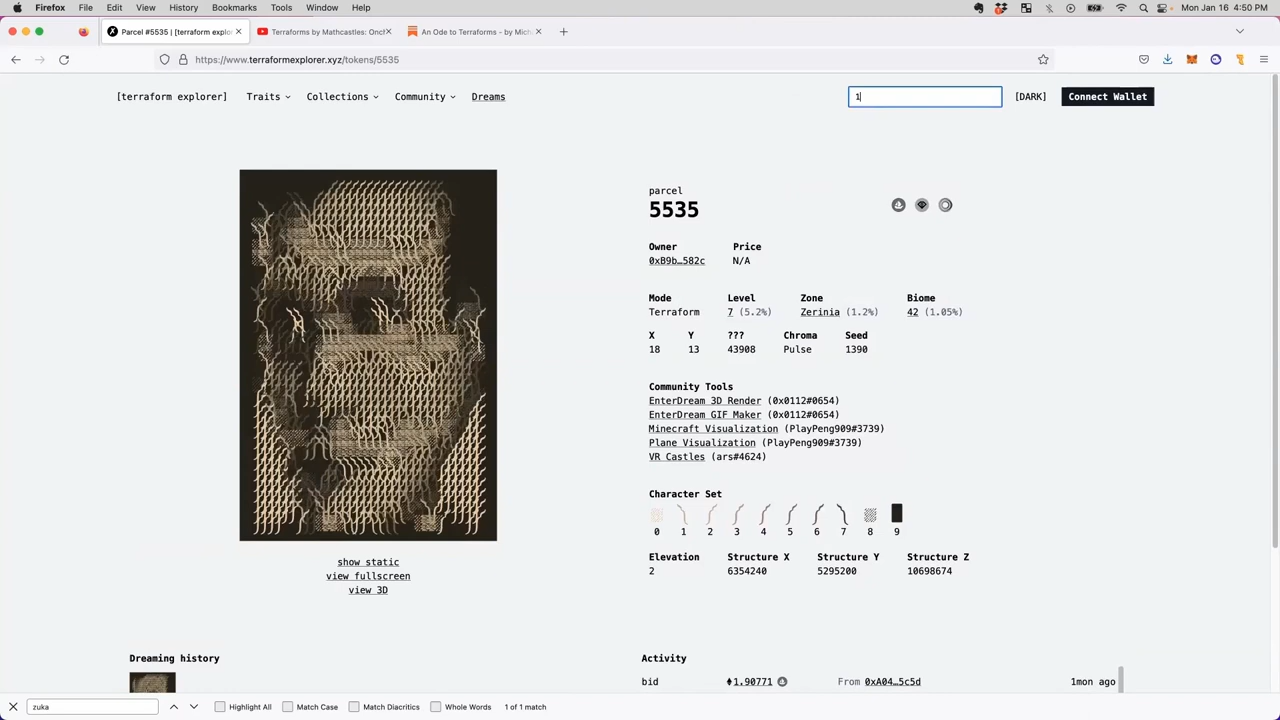 Firefox File Edit View History Bookmarks Tools Window Help Mon Jan 16 4:50 PM
Parcel #5535 | [terraform explo Terraforms by Mathcastles: Onch An Ode to Terraforms - by Mich
https://www.terraformexplorer.xyz/tokens/5535
[terraform explorer] Traits Collections Community Dreams 1 [DARK] Connect Wallet
parcel
5535
Owner Price
0xB9b…582c N/A
Mode Level Zone Biome
Terraform 7 (5.2%) Zerinia (1.2%) 42 (1.05%)
X Y ??? Chroma Seed
18 13 43908 Pulse 1390
Community Tools
EnterDream 3D Render (0x0112#0654)
EnterDream GIF Maker (0x0112#0654)
Minecraft Visualization (PlayPeng909#3739)
Plane Visualization (PlayPeng909#3739)
VR Castles (ars#4624)
Character Set
0 1 2 3 4 5 6 7 8 9
Elevation Structure X Structure Y Structure Z
2 6354240 5295200 10698674
show static
view fullscreen
view 3D
Dreaming history
Activity
bid 1.90771 From 0xA04…5c5d 1mon ago
zuka Highlight All Match Case Match Diacritics Whole Words 1 of 1 match